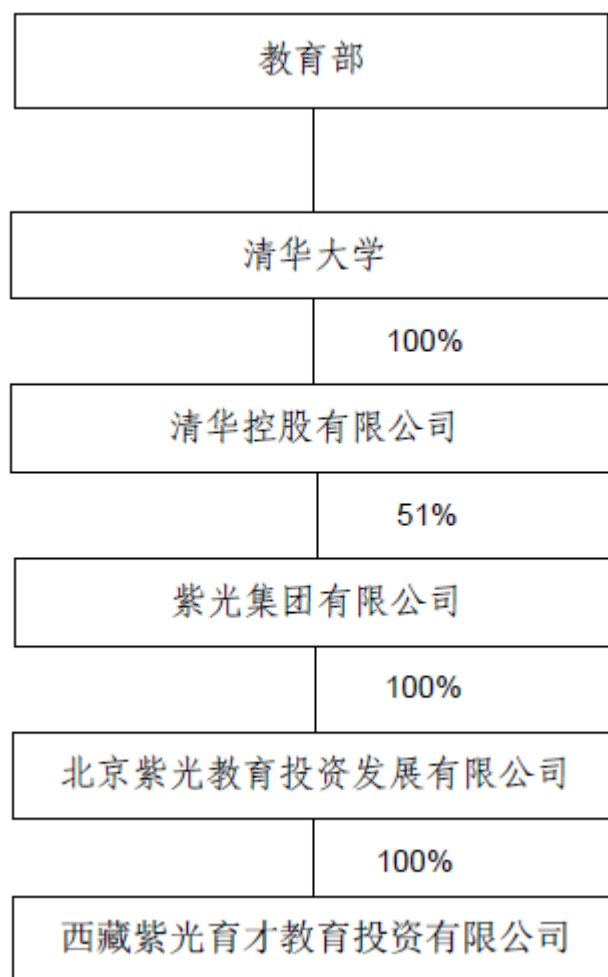 教育部
清华大学
100%
清华控股有限公司
51%
紫光集团有限公司
100%
北京紫光教育投资发展有限公司
100%
西藏紫光育才教育投资有限公司